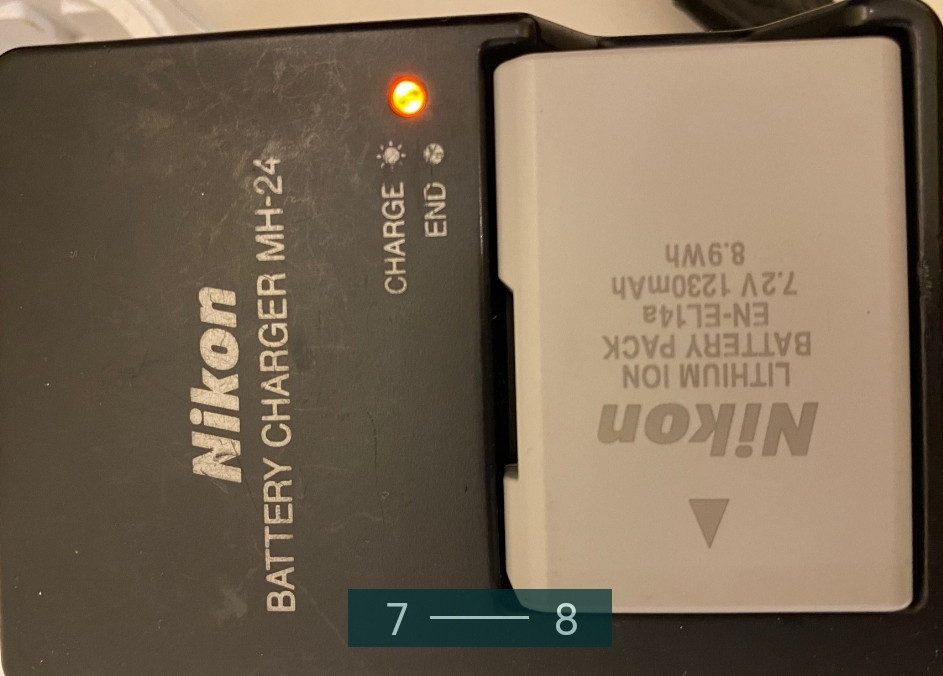 Nikon
BATTERY CHARGER MH-24
CHARGE
END
Nikon
LITHIUM ION
BATTERY PACK
EN-EL14a
7.2V 1230mAh
8.9Wh
7 — 8